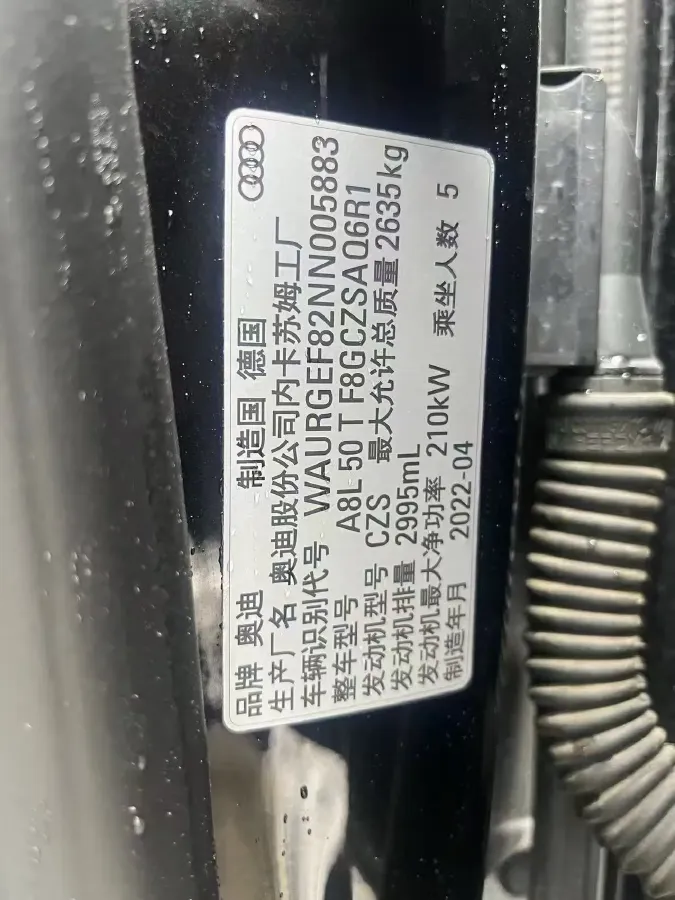 品牌 奥迪 制造国 德国
生产厂名 奥迪股份公司内卡苏姆工厂
车辆识别代号 WAURGEF82NN005883
整车型号 A8L 50 T F8GCZSAQ6R1
发动机型号 CZS 最大允许总质量 2635kg
发动机排量 2995mL
发动机最大净功率 210kW 乘坐人数 5
制造年月 2022-04